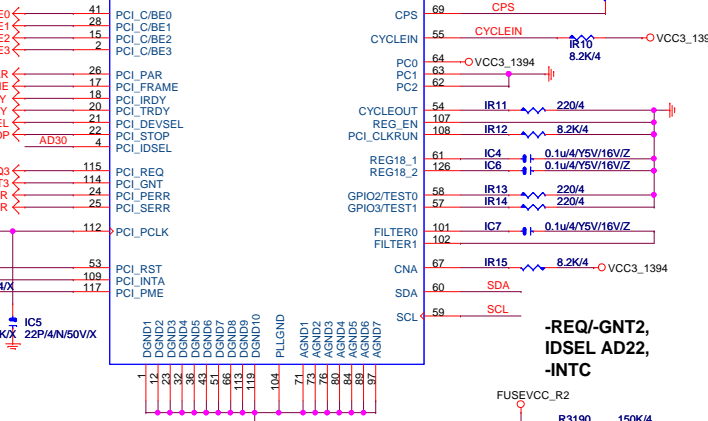 41 PCI_C/BE0
28 PCI_C/BE1
15 PCI_C/BE2
2 PCI_C/BE3
26 PCI_PAR
17 PCI_FRAME
18 PCI_IRDY
20 PCI_TRDY
21 PCI_DEVSEL
22 PCI_STOP
AD30 4 PCI_IDSEL
115 PCI_REQ
114 PCI_GNT
24 PCI_PERR
25 PCI_SERR
112 PCI_PCLK
53 PCI_RST
109 PCI_INTA
117 PCI_PME
IC5
22P/4/N/50V/X
CPS 69 CPS
CYCLEIN 55 CYCLEIN
IR10
8.2K/4
VCC3_139
PC0 64 VCC3_1394
PC1 63
PC2 62
CYCLEOUT 54 IR11 220/4
REG_EN 107
PCI_CLKRUN 108 IR12 8.2K/4
REG18_1 61 IC4 0.1u/4/Y5V/16V/Z
REG18_2 126 IC6 0.1u/4/Y5V/16V/Z
GPIO2/TEST0 58 IR13 220/4
GPIO3/TEST1 57 IR14 220/4
FILTER0 101 IC7 0.1u/4/Y5V/16V/Z
FILTER1 102
CNA 67 IR15 8.2K/4 VCC3_1394
SDA 60 SDA
SCL 59 SCL
DGND1 DGND2 DGND3 DGND4 DGND5 DGND6 DGND7 DGND8 DGND9 DGND10 PLLGND AGND1 AGND2 AGND3 AGND4 AGND5 AGND6 AGND7
1 12 23 32 36 43 51 66 113 119 104 71 73 76 80 84 89 97
-REQ/-GNT2,
IDSEL AD22,
-INTC
FUSEVCC_R2
R3190 150K/4